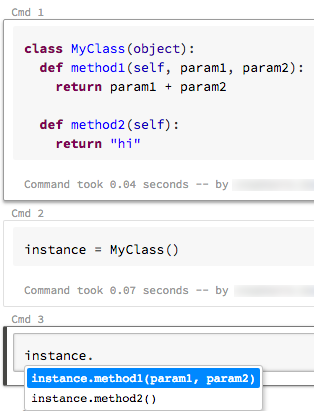 Cmd 1
class MyClass(object):
  def method1(self, param1, param2):
    return param1 + param2
  def method2(self):
    return "hi"
Command took 0.04 seconds -- by
Cmd 2
instance = MyClass()
Command took 0.07 seconds -- by
Cmd 3
instance.
instance.method1(param1, param2)
instance.method2()